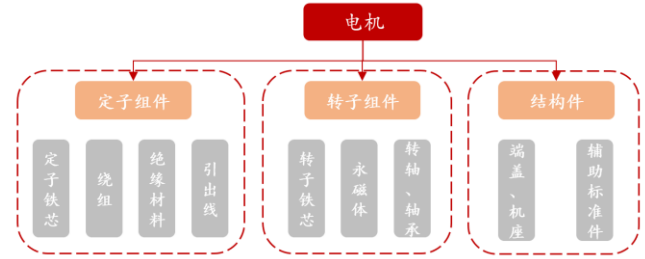 电机
定子组件
转子组件
结构件
定子铁芯
绕组
绝缘材料
引出线
转子铁芯
永磁体
转轴、轴承
端盖、机座
辅助标准件